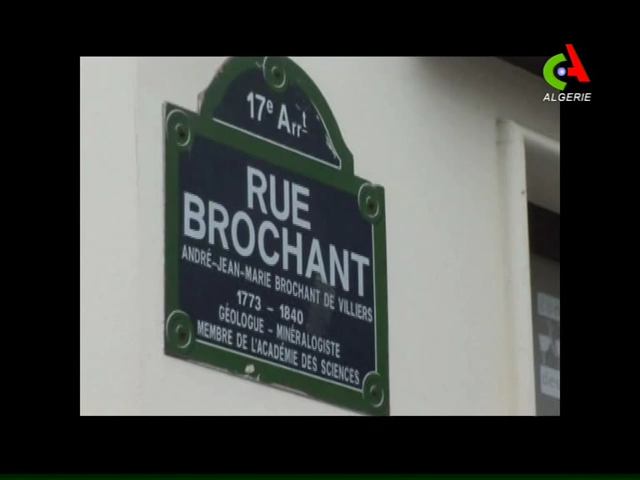 CA
ALGERIE
17e Arrt
RUE
BROCHANT
ANDRÉ-JEAN-MARIE BROCHANT DE VILLIERS
1773 - 1840
GÉOLOGUE - MINÉRALOGISTE
MEMBRE DE L'ACADÉMIE DES SCIENCES